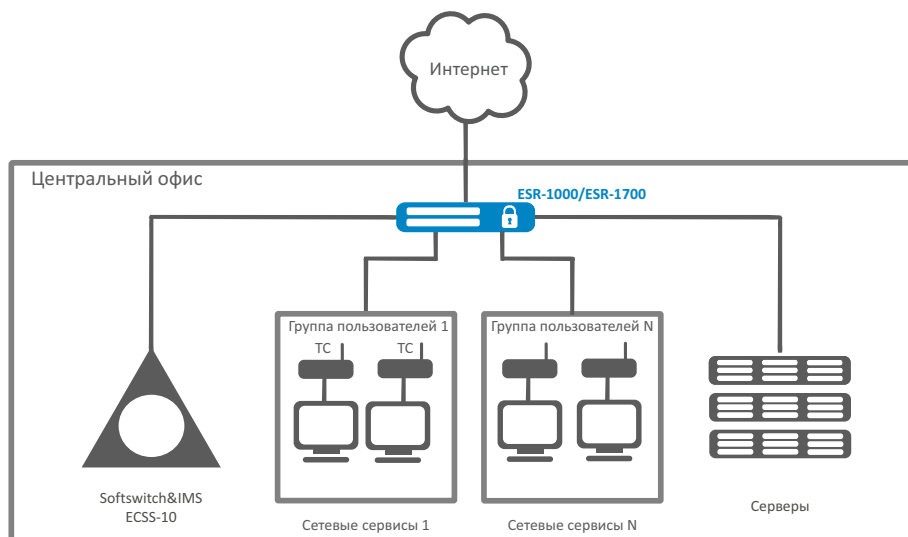 Интернет
Центральный офис
ESR-1000/ESR-1700
Группа пользователей 1
Группа пользователей N
ТС
ТС
Softswitch&IMS
ECSS-10
Сетевые сервисы 1
Сетевые сервисы N
Серверы